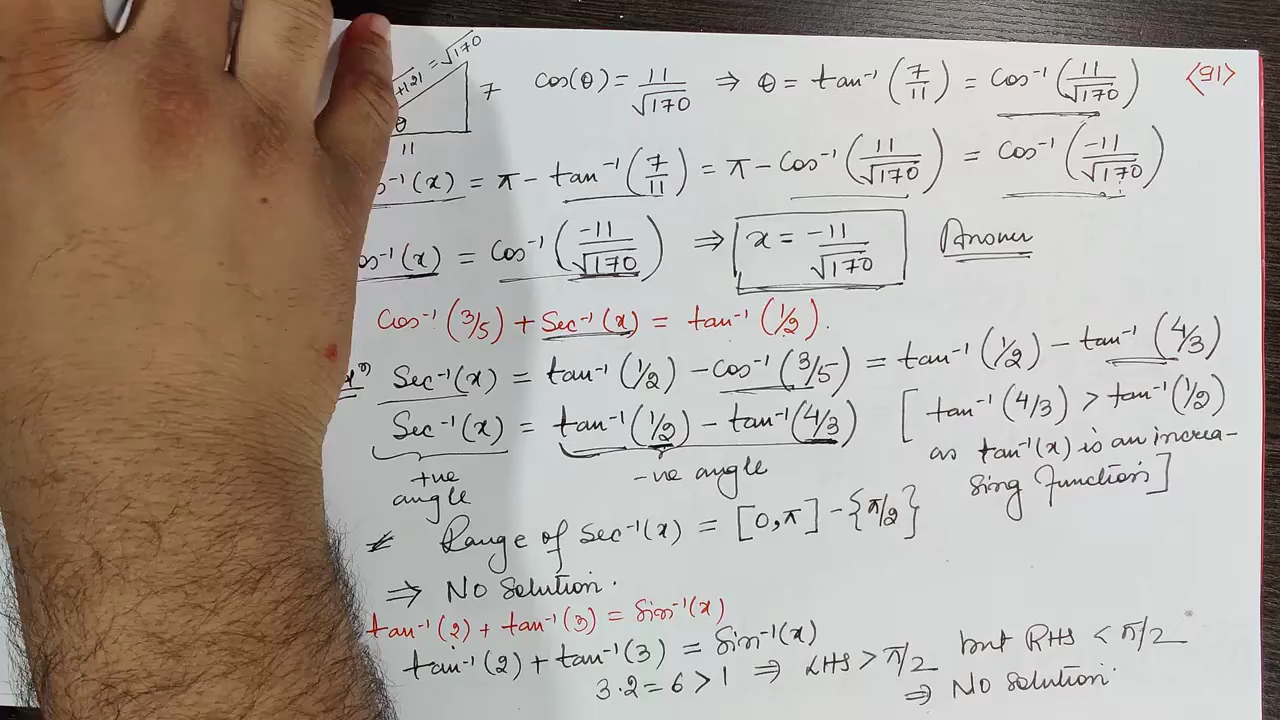 +121 = √170
7
θ
11
cos(θ) = 11/√170 ⇒ θ = tan⁻¹(7/11) = cos⁻¹(11/√170)
<91>
s⁻¹(x) = π - tan⁻¹(7/11) = π - cos⁻¹(11/√170) = cos⁻¹(-11/√170)
os⁻¹(x) = cos⁻¹(-11/√170) ⇒ x = -11/√170 Answer
cos⁻¹(3/5) + Sec⁻¹(x) = tan⁻¹(1/2).
Sec⁻¹(x) = tan⁻¹(1/2) - cos⁻¹(3/5) = tan⁻¹(1/2) - tan⁻¹(4/3)
Sec⁻¹(x) = tan⁻¹(1/2) - tan⁻¹(4/3) [tan⁻¹(4/3) > tan⁻¹(1/2)
as tan⁻¹(x) is an increa-
sing function]
+ve angle
-ve angle
Range of Sec⁻¹(x) = [0,π] - {π/2}
⇒ No solution.
tan⁻¹(2) + tan⁻¹(3) = Sin⁻¹(x)
tan⁻¹(2) + tan⁻¹(3) = Sin⁻¹(x)
3·2 = 6 > 1 ⇒ LHS > π/2 but RHS < π/2
⇒ No solution.